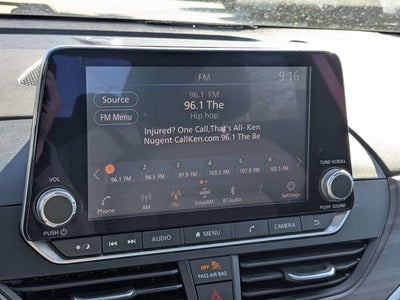 FM
9:16
Source
96.1 FM
96.1 The
FM Menu
Hip hop
Injured? One Call,That's All- Ken
Nugent CallKen.com 96.1 The Be
1 2 3 4 5 6
96.1 FM 94.5 FM 103.3 FM 107.9 FM 97.9 FM 102.5 FM
Phone AM FM SiriusXM BT Audio Settings
VOL
TUNE·SCROLL
PUSH
PUSH SOUND
AUDIO MENU CAMERA
OFF
PASS AIR BAG